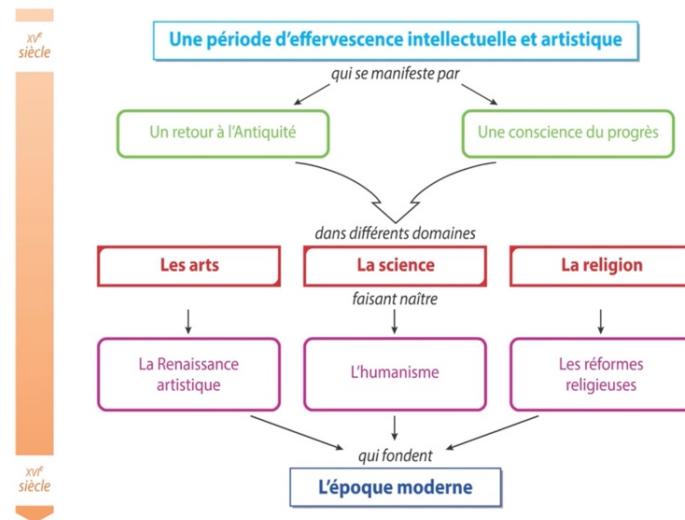 XVe
siècle
Une période d'effervescence intellectuelle et artistique
qui se manifeste par
Un retour à l'Antiquité
Une conscience du progrès
dans différents domaines
Les arts
La science
La religion
faisant naître
La Renaissance
artistique
L'humanisme
Les réformes
religieuses
qui fondent
L'époque moderne
XVIe
siècle